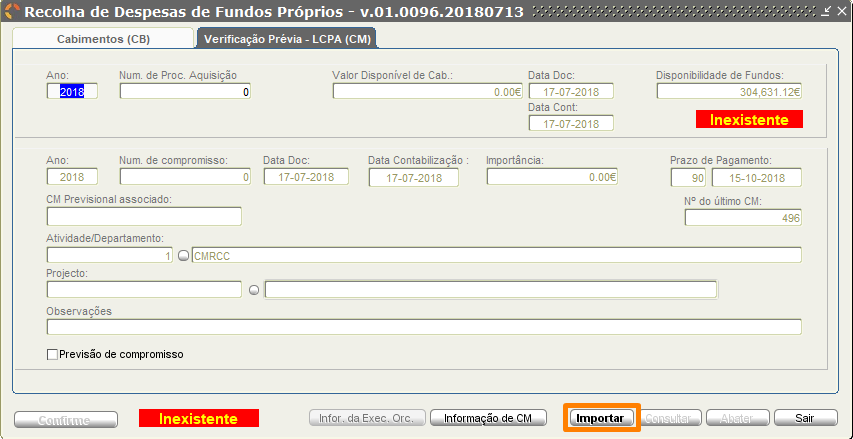 Recolha de Despesas de Fundos Próprios - v.01.0096.20180713
Cabimentos (CB) Verificação Prévia - LCPA (CM)
Ano: Num. de Proc. Aquisição Valor Disponível de Cab.: Data Doc: Disponibilidade de Fundos:
2018 0 0.00€ 17-07-2018 304,631.12€
Data Cont:
17-07-2018 Inexistente
Ano: Num. de compromisso: Data Doc: Data Contabilização : Importância: Prazo de Pagamento:
2018 0 17-07-2018 17-07-2018 0.00€ 90 15-10-2018
CM Previsional associado: Nº do último CM:
496
Atividade/Departamento:
1 CMRCC
Projecto:
Observações
Previsão de compromisso
Confirme Inexistente Infor. da Exec. Orc. Informação de CM Importar Consultar Abater Sair